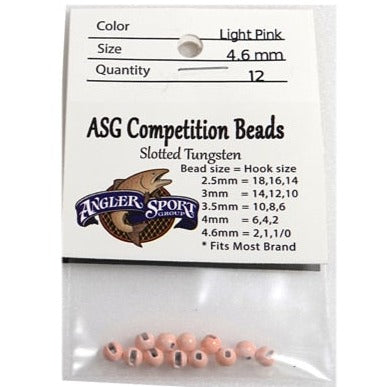 Color Light Pink
Size 4.6 mm
Quantity 12
ASG Competition Beads
Slotted Tungsten
Bead size = Hook size
2.5mm = 18,16,14
3mm = 14,12,10
3.5mm = 10,8,6
4mm = 6,4,2
4.6mm = 2,1,1/0
* Fits Most Brand
ANGLER SPORT
GROUP